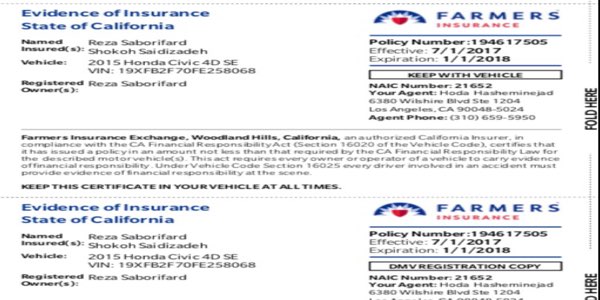 Evidence of Insurance
State of California
FARMERS
INSURANCE
Named Insured(s): Reza Saborifard
Shokoh Saidizadeh
Vehicle: 2015 Honda Civic 4D SE
VIN: 19XFB2F70FE258068
Registered Owner(s): Reza Saborifard
Policy Number: 194617505
Effective: 7/1/2017
Expiration: 1/1/2018
KEEP WITH VEHICLE
NAIC Number: 21652
Your Agent: Hoda Hasheminejad
6380 Wilshire Blvd Ste 1204
Los Angeles, CA 90048-5024
Agent Phone: (310) 659-5950
FOLD HERE
Farmers Insurance Exchange, Woodland Hills, California, an authorized California Insurer, in
compliance with the CA Financial Responsibility Act (Section 16020 of the Vehicle Code), certifies that
it has issued a policy in an amount not less than that required by the CA Financial Responsibility Law for
the described motor vehicle(s). This act requires every owner or operator of a vehicle to carry evidence
of financial responsibility. Under Vehicle Code Section 16025 every driver involved in an accident must
provide evidence of financial responsibility at the scene.
KEEP THIS CERTIFICATE IN YOUR VEHICLE AT ALL TIMES.
Evidence of Insurance
State of California
FARMERS
INSURANCE
Named Insured(s): Reza Saborifard
Shokoh Saidizadeh
Vehicle: 2015 Honda Civic 4D SE
VIN: 19XFB2F70FE258068
Registered Owner(s): Reza Saborifard
Policy Number: 194617505
Effective: 7/1/2017
Expiration: 1/1/2018
DMV REGISTRATION COPY
NAIC Number: 21652
Your Agent: Hoda Hasheminejad
6380 Wilshire Blvd Ste 1204
HERE